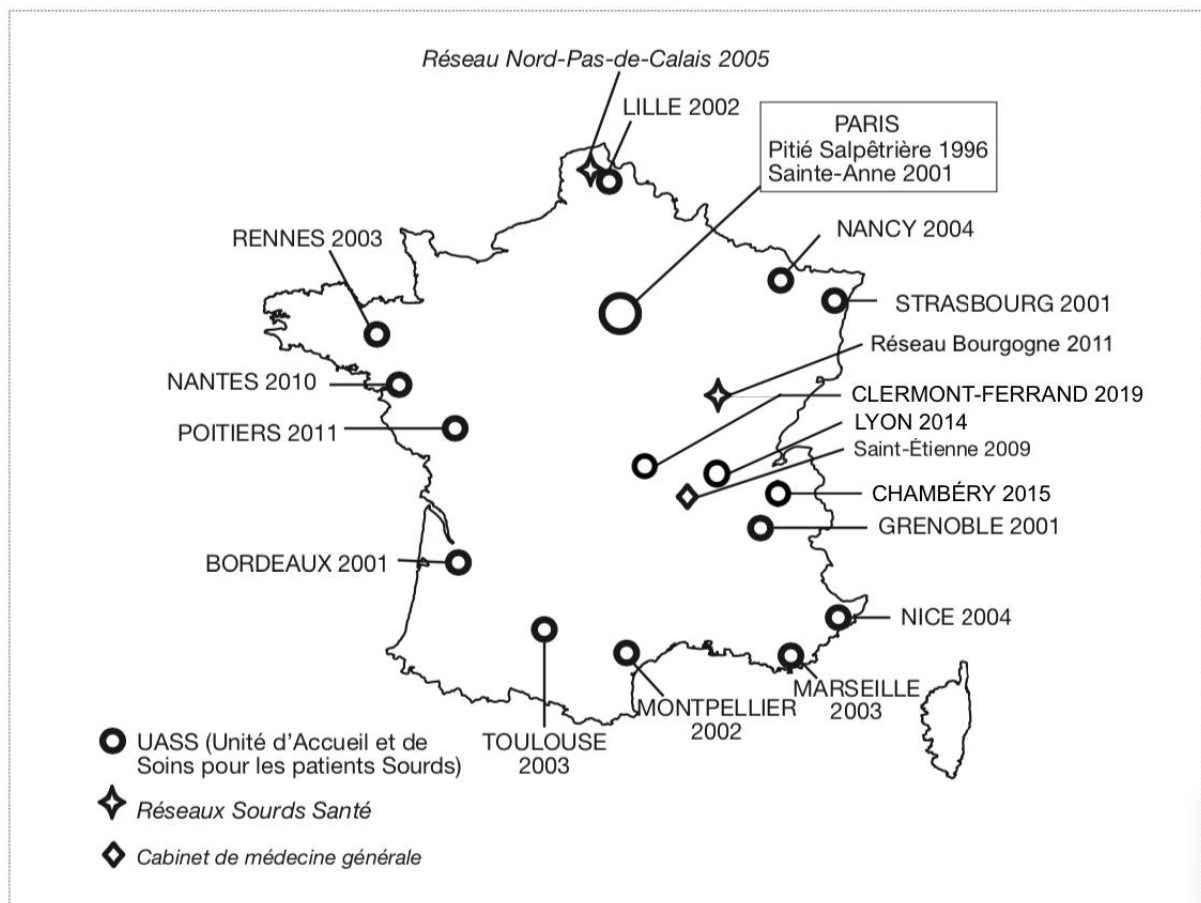 Réseau Nord-Pas-de-Calais 2005
LILLE 2002
PARIS
Pitié Salpêtrière 1996
Sainte-Anne 2001
RENNES 2003
NANCY 2004
STRASBOURG 2001
Réseau Bourgogne 2011
NANTES 2010
CLERMONT-FERRAND 2019
POITIERS 2011
LYON 2014
Saint-Étienne 2009
CHAMBÉRY 2015
GRENOBLE 2001
BORDEAUX 2001
NICE 2004
MARSEILLE
2003
MONTPELLIER
2002
TOULOUSE
2003
UASS (Unité d'Accueil et de
Soins pour les patients Sourds)
Réseaux Sourds Santé
Cabinet de médecine générale